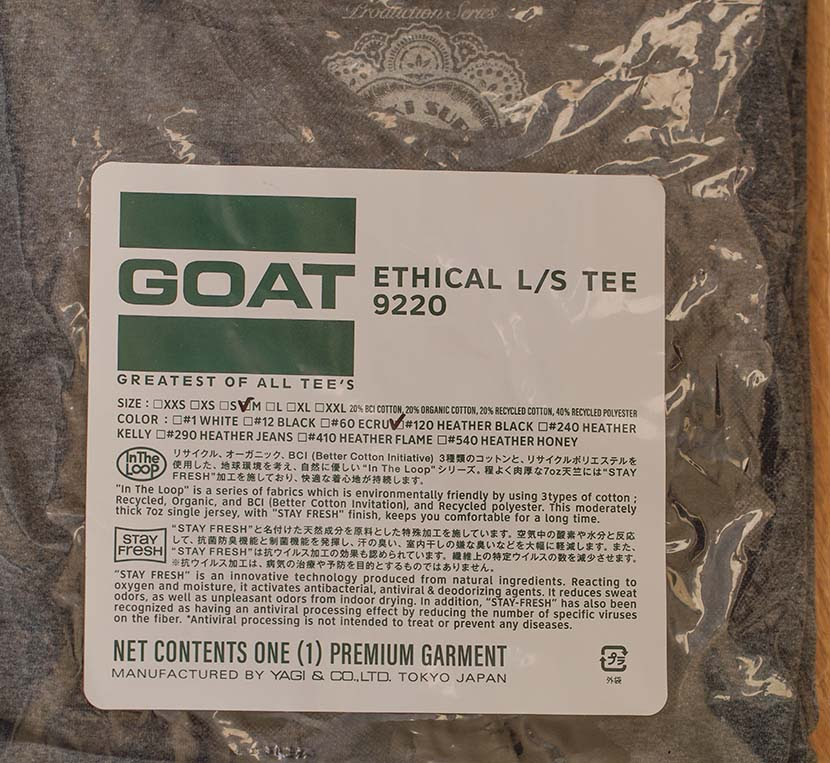 Production Series
GOAT
GREATEST OF ALL TEE'S
ETHICAL L/S TEE
9220
SIZE : □XXS □XS □S □M □L □XL □XXL 20% BCI COTTON, 20% ORGANIC COTTON, 20% RECYCLED COTTON, 40% RECYCLED POLYESTER
COLOR : □#1 WHITE □#12 BLACK □#60 ECRU □#120 HEATHER BLACK □#240 HEATHER
KELLY □#290 HEATHER JEANS □#410 HEATHER FLAME □#540 HEATHER HONEY
In The
Loop
リサイクル、オーガニック、BCI (Better Cotton Initiative) 3種類のコットンと、リサイクルポリエステルを
使用した、地球環境を考え、自然に優しい"In The Loop"シリーズ。程よく肉厚な7oz天竺には"STAY
FRESH"加工を施しており、快適な着心地が持続します。
"In The Loop" is a series of fabrics which is environmentally friendly by using 3types of cotton ;
Recycled, Organic, and BCI (Better Cotton Invitation), and Recycled polyester. This moderately
thick 7oz single jersey, with "STAY FRESH" finish, keeps you comfortable for a long time.
STAY
FRESH
"STAY FRESH"と名付けた天然成分を原料とした特殊加工を施しています。空気中の酸素や水分と反応
して、抗菌防臭機能と制菌機能を発揮し、汗の臭い、室内干しの嫌な臭いなどを大幅に軽減します。また、
"STAY FRESH"は抗ウイルス加工の効果も認められています。繊維上の特定ウイルスの数を減少させます。
※抗ウイルス加工は、病気の治療や予防を目的とするものではありません。
"STAY FRESH" is an innovative technology produced from natural ingredients. Reacting to
oxygen and moisture, it activates antibacterial, antiviral & deodorizing agents. It reduces sweat
odors, as well as unpleasant odors from indoor drying. In addition, "STAY-FRESH" has also been
recognized as having an antiviral processing effect by reducing the number of specific viruses
on the fiber. *Antiviral processing is not intended to treat or prevent any diseases.
NET CONTENTS ONE (1) PREMIUM GARMENT
MANUFACTURED BY YAGI & CO.,LTD. TOKYO JAPAN
プラ
外袋